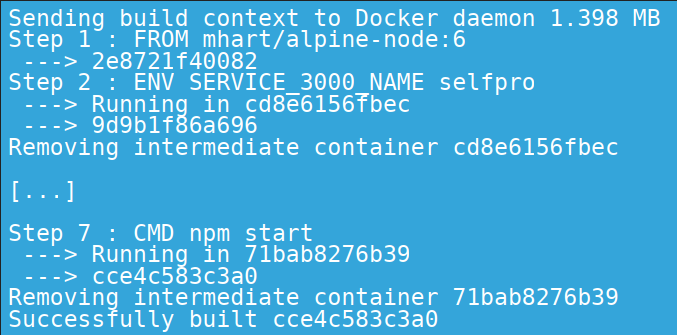 Sending build context to Docker daemon 1.398 MB
Step 1 : FROM mhart/alpine-node:6
 ---> 2e8721f40082
Step 2 : ENV SERVICE_3000_NAME selfpro
 ---> Running in cd8e6156fbec
 ---> 9d9b1f86a696
Removing intermediate container cd8e6156fbec

[...]

Step 7 : CMD npm start
 ---> Running in 71bab8276b39
 ---> cce4c583c3a0
Removing intermediate container 71bab8276b39
Successfully built cce4c583c3a0